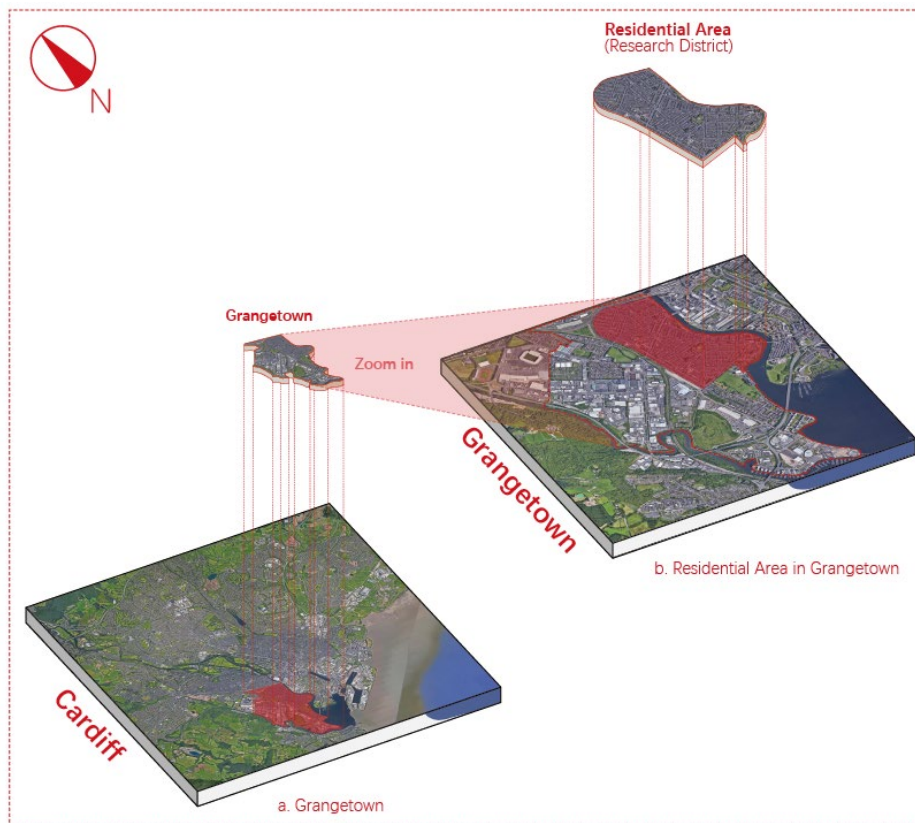 Residential Area
(Research District)
N
Grangetown
Zoom in
Grangetown
b. Residential Area in Grangetown
Cardiff
a. Grangetown